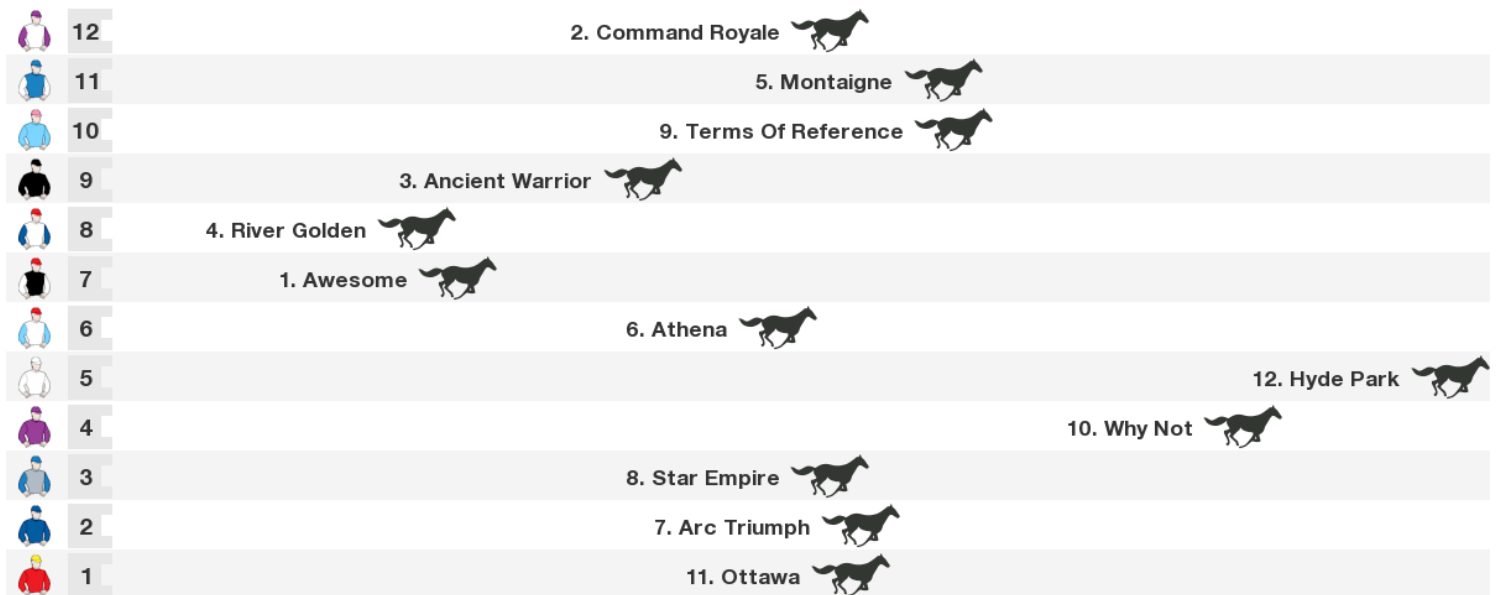 12 2. Command Royale
11 5. Montaigne
10 9. Terms Of Reference
9 3. Ancient Warrior
8 4. River Golden
7 1. Awesome
6 6. Athena
5 12. Hyde Park
4 10. Why Not
3 8. Star Empire
2 7. Arc Triumph
1 11. Ottawa